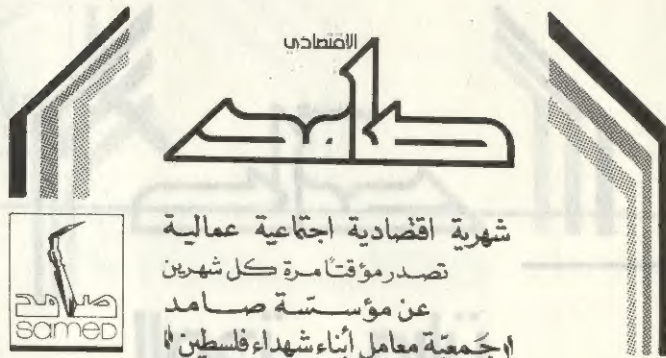 الاقتصادي
صامد
شهرية اقتصادية اجتماعية عمالية
تصدر مؤقتاً مرة كل شهرين
عن مؤسسة صامد
«جمعية معامل أبناء شهداء فلسطين»
صامد
samed